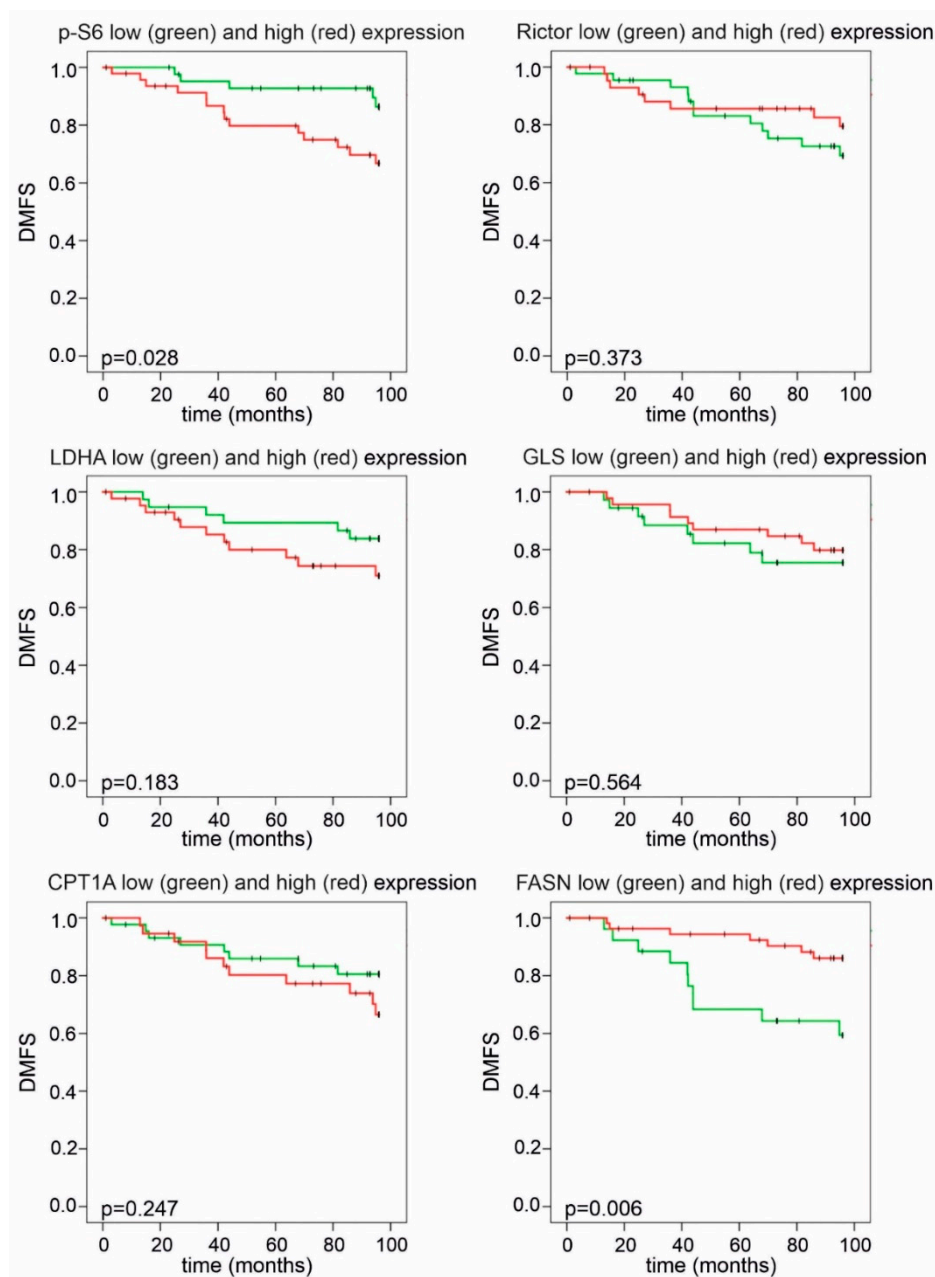 p-S6 low (green) and high (red) expression
1.0
0.8
0.6
0.4
0.2
0.0
DMFS
p=0.028
0 20 40 60 80 100
time (months)
Rictor low (green) and high (red) expression
1.0
0.8
0.6
0.4
0.2
0.0
DMFS
p=0.373
0 20 40 60 80 100
time (months)
LDHA low (green) and high (red) expression
1.0
0.8
0.6
0.4
0.2
0.0
DMFS
p=0.183
0 20 40 60 80 100
time (months)
GLS low (green) and high (red) expression
1.0
0.8
0.6
0.4
0.2
0.0
DMFS
p=0.564
0 20 40 60 80 100
time (months)
CPT1A low (green) and high (red) expression
1.0
0.8
0.6
0.4
0.2
0.0
DMFS
p=0.247
0 20 40 60 80 100
time (months)
FASN low (green) and high (red) expression
1.0
0.8
0.6
0.4
0.2
0.0
DMFS
p=0.006
0 20 40 60 80 100
time (months)